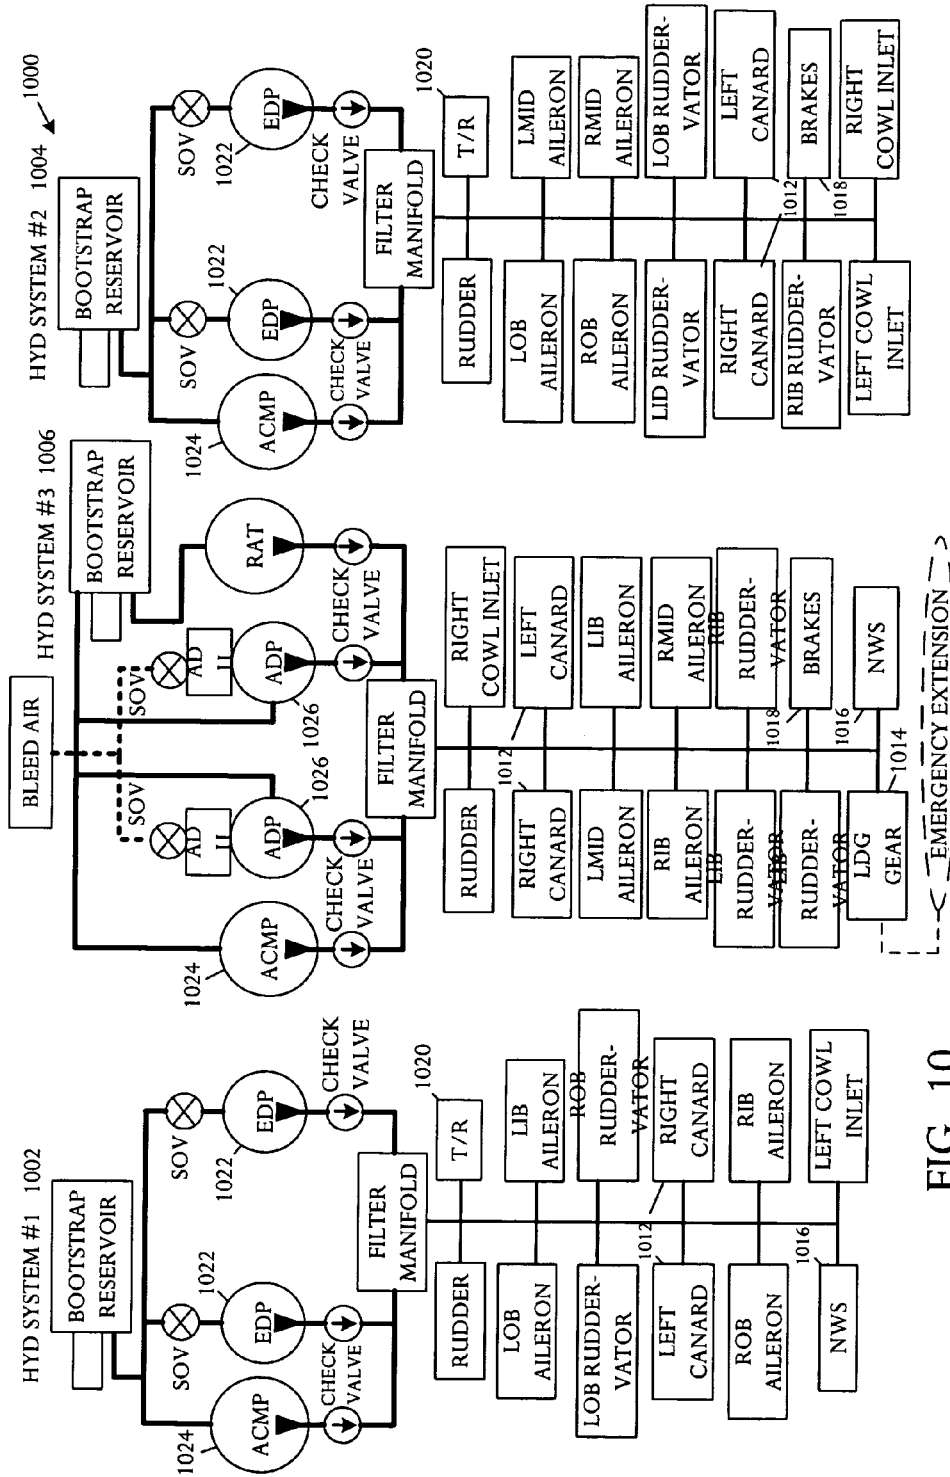 1000
HYD SYSTEM #1 1002
BOOTSTRAP
RESERVOIR
SOV
SOV
1024
ACMP
1022
EDP
1022
EDP
CHECK
VALVE
CHECK
VALVE
FILTER
MANIFOLD
1020
RUDDER
T/R
LOB
AILERON
LIB
AILERON
LOB RUDDER-
VATOR
ROB
RUDDER-
VATOR
1012
LEFT
CANARD
RIGHT
CANARD
ROB
AILERON
RIB
AILERON
1016
NWS
LEFT COWL
INLET
BLEED AIR
HYD SYSTEM #3 1006
BOOTSTRAP
RESERVOIR
SOV
SOV
AD
II
AD
II
1024
ACMP
ADP
1026
ADP
1026
RAT
CHECK
VALVE
CHECK
VALVE
FILTER
MANIFOLD
RUDDER
RIGHT
COWL INLET
1012
RIGHT
CANARD
LEFT
CANARD
LMID
AILERON
LIB
AILERON
RIB
AILERON
RMID
AILERON
LIB
RUDDER-
VATOR
RIB
RUDDER-
VATOR
LIB
RUDDER-
VATOR
1018
BRAKES
LDG
GEAR
1016
NWS
1014
EMERGENCY EXTENSION
HYD SYSTEM #2 1004
BOOTSTRAP
RESERVOIR
SOV
SOV
1024
ACMP
1022
EDP
1022
EDP
CHECK
VALVE
CHECK
VALVE
FILTER
MANIFOLD
1020
RUDDER
T/R
LOB
AILERON
LMID
AILERON
ROB
AILERON
RMID
AILERON
LID RUDDER-
VATOR
LOB RUDDER-
VATOR
RIGHT
CANARD
LEFT
CANARD
1012
RIB RUDDER-
VATOR
BRAKES
1018
LEFT COWL
INLET
RIGHT
COWL INLET
FIG. 10